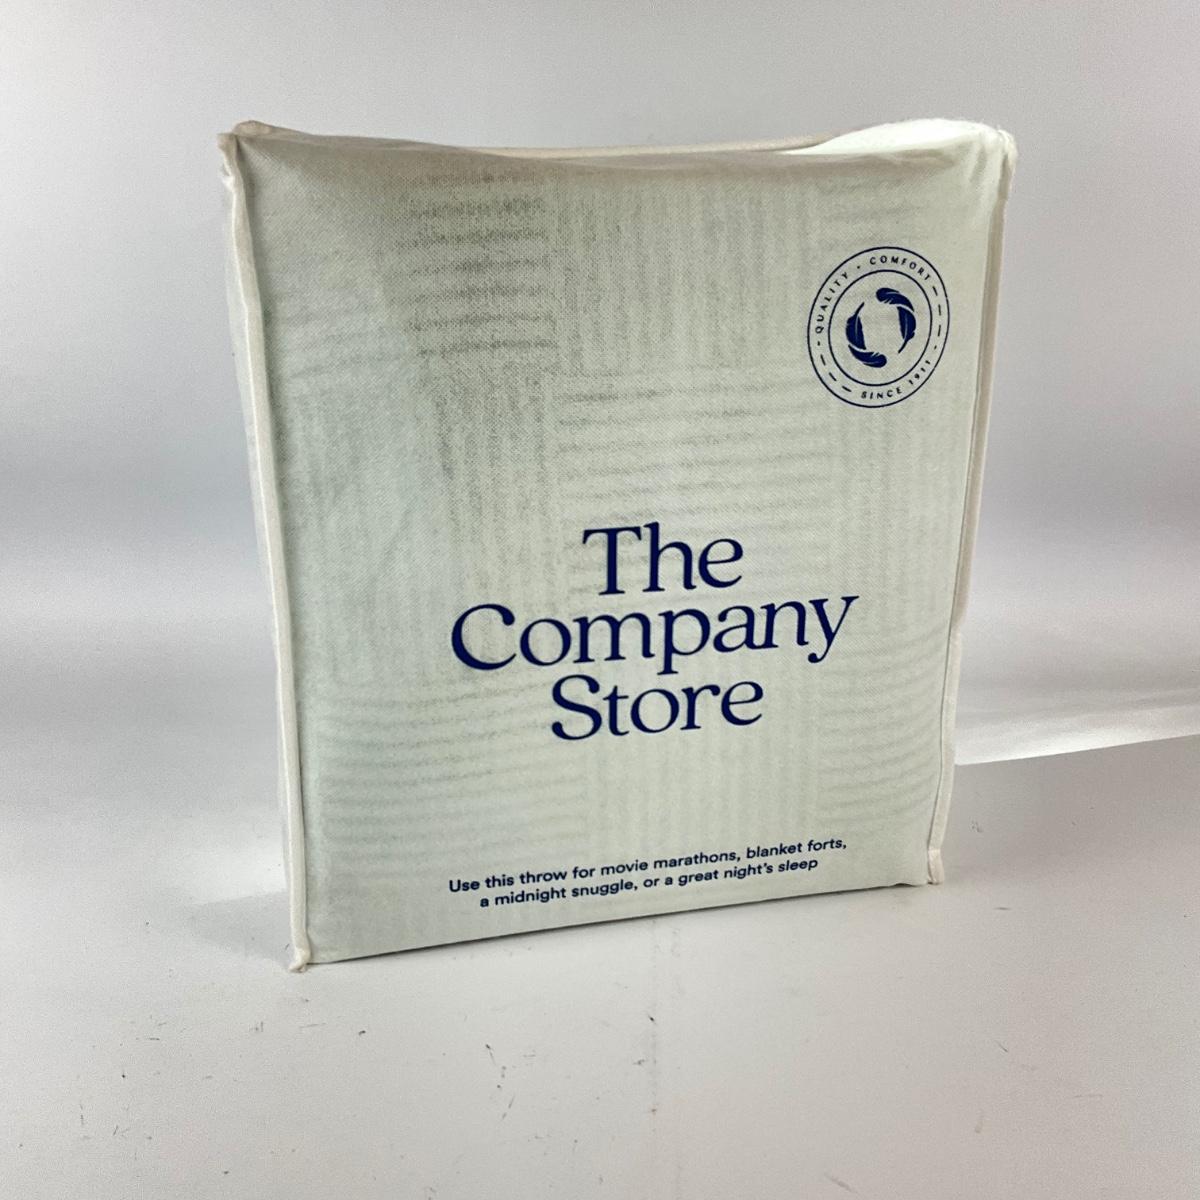 QUALITY • COMFORT
SINCE 1911
The
Company
Store
Use this throw for movie marathons, blanket forts,
a midnight snuggle, or a great night's sleep